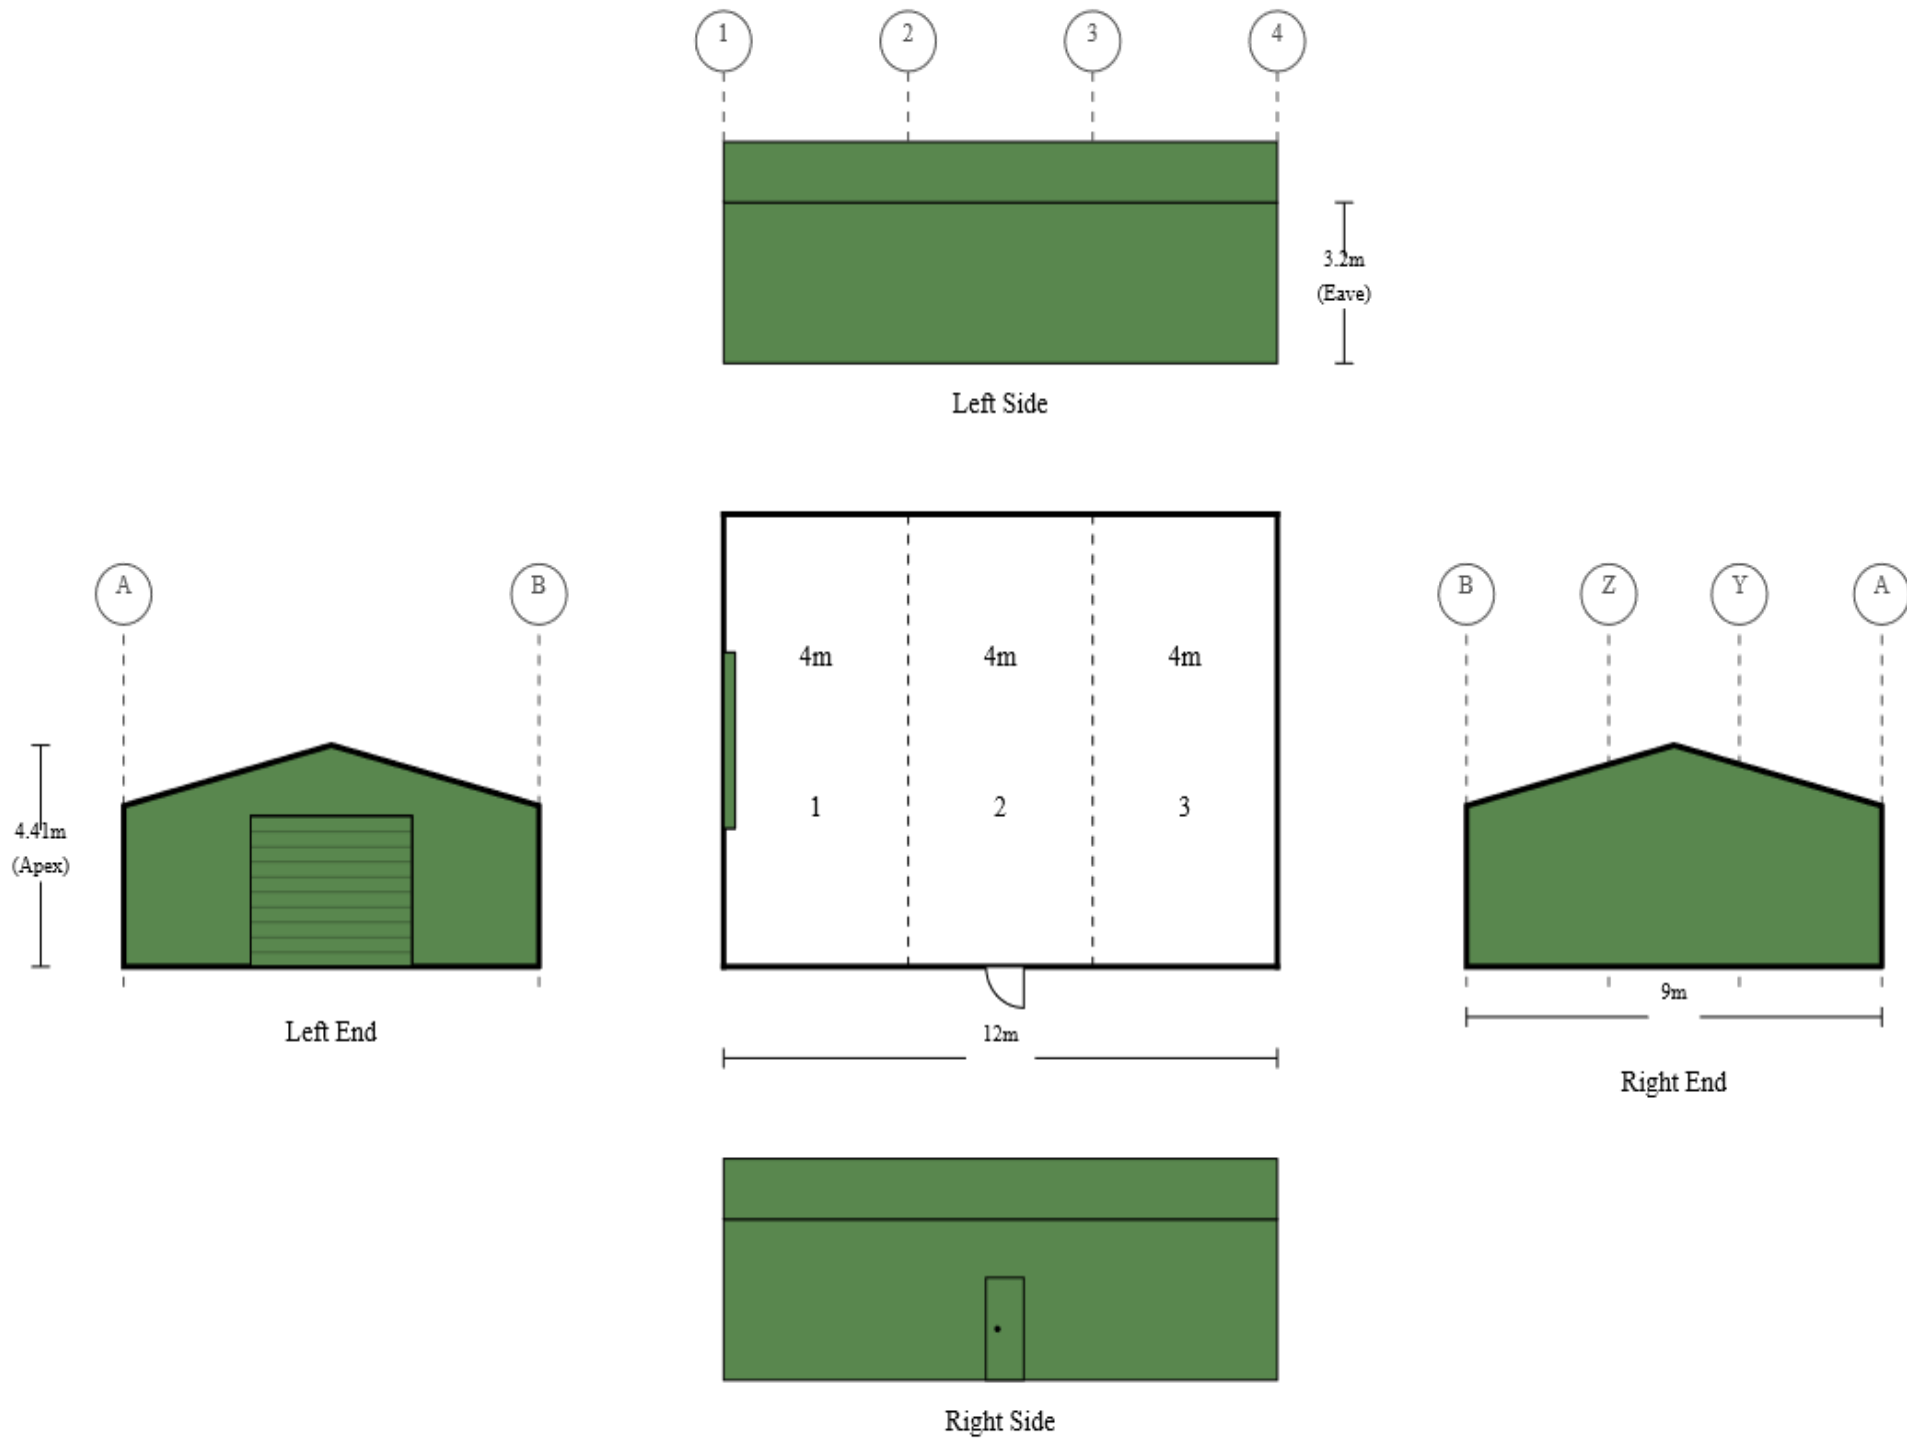 1 2 3 4
3.2m
(Eave)
Left Side
A B
B Z Y A
4m 4m 4m
1 2 3
4.41m
(Apex)
9m
Left End
12m
Right End
Right Side